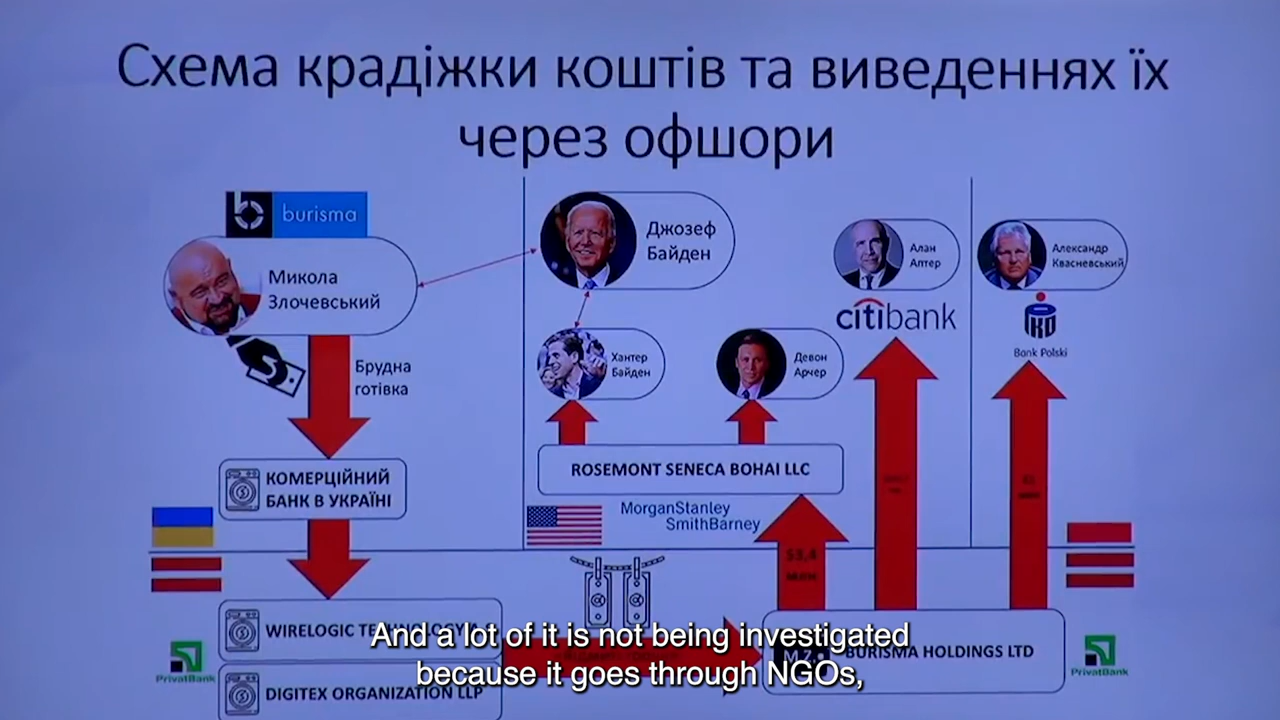 Схема крадіжки коштів та виведеннях їх
через офшори
burisma
Микола
Злочевський
Джозеф
Байден
Алан
Аптер
Александр
Квасневський
citibank
Bank Polski
Хантер
Байден
Девон
Арчер
Брудна
готівка
ROSEMONT SENECA BOHAI LLC
КОМЕРЦІЙНИЙ
БАНК В УКРАЇНІ
MorganStanley
SmithBarney
$3,4
млн
WIRELOGIC
BURISMA HOLDINGS LTD
PrivatBank
PrivatBank
DIGITEX ORGANIZATION LLP
And a lot of it is not being investigated
because it goes through NGOs,